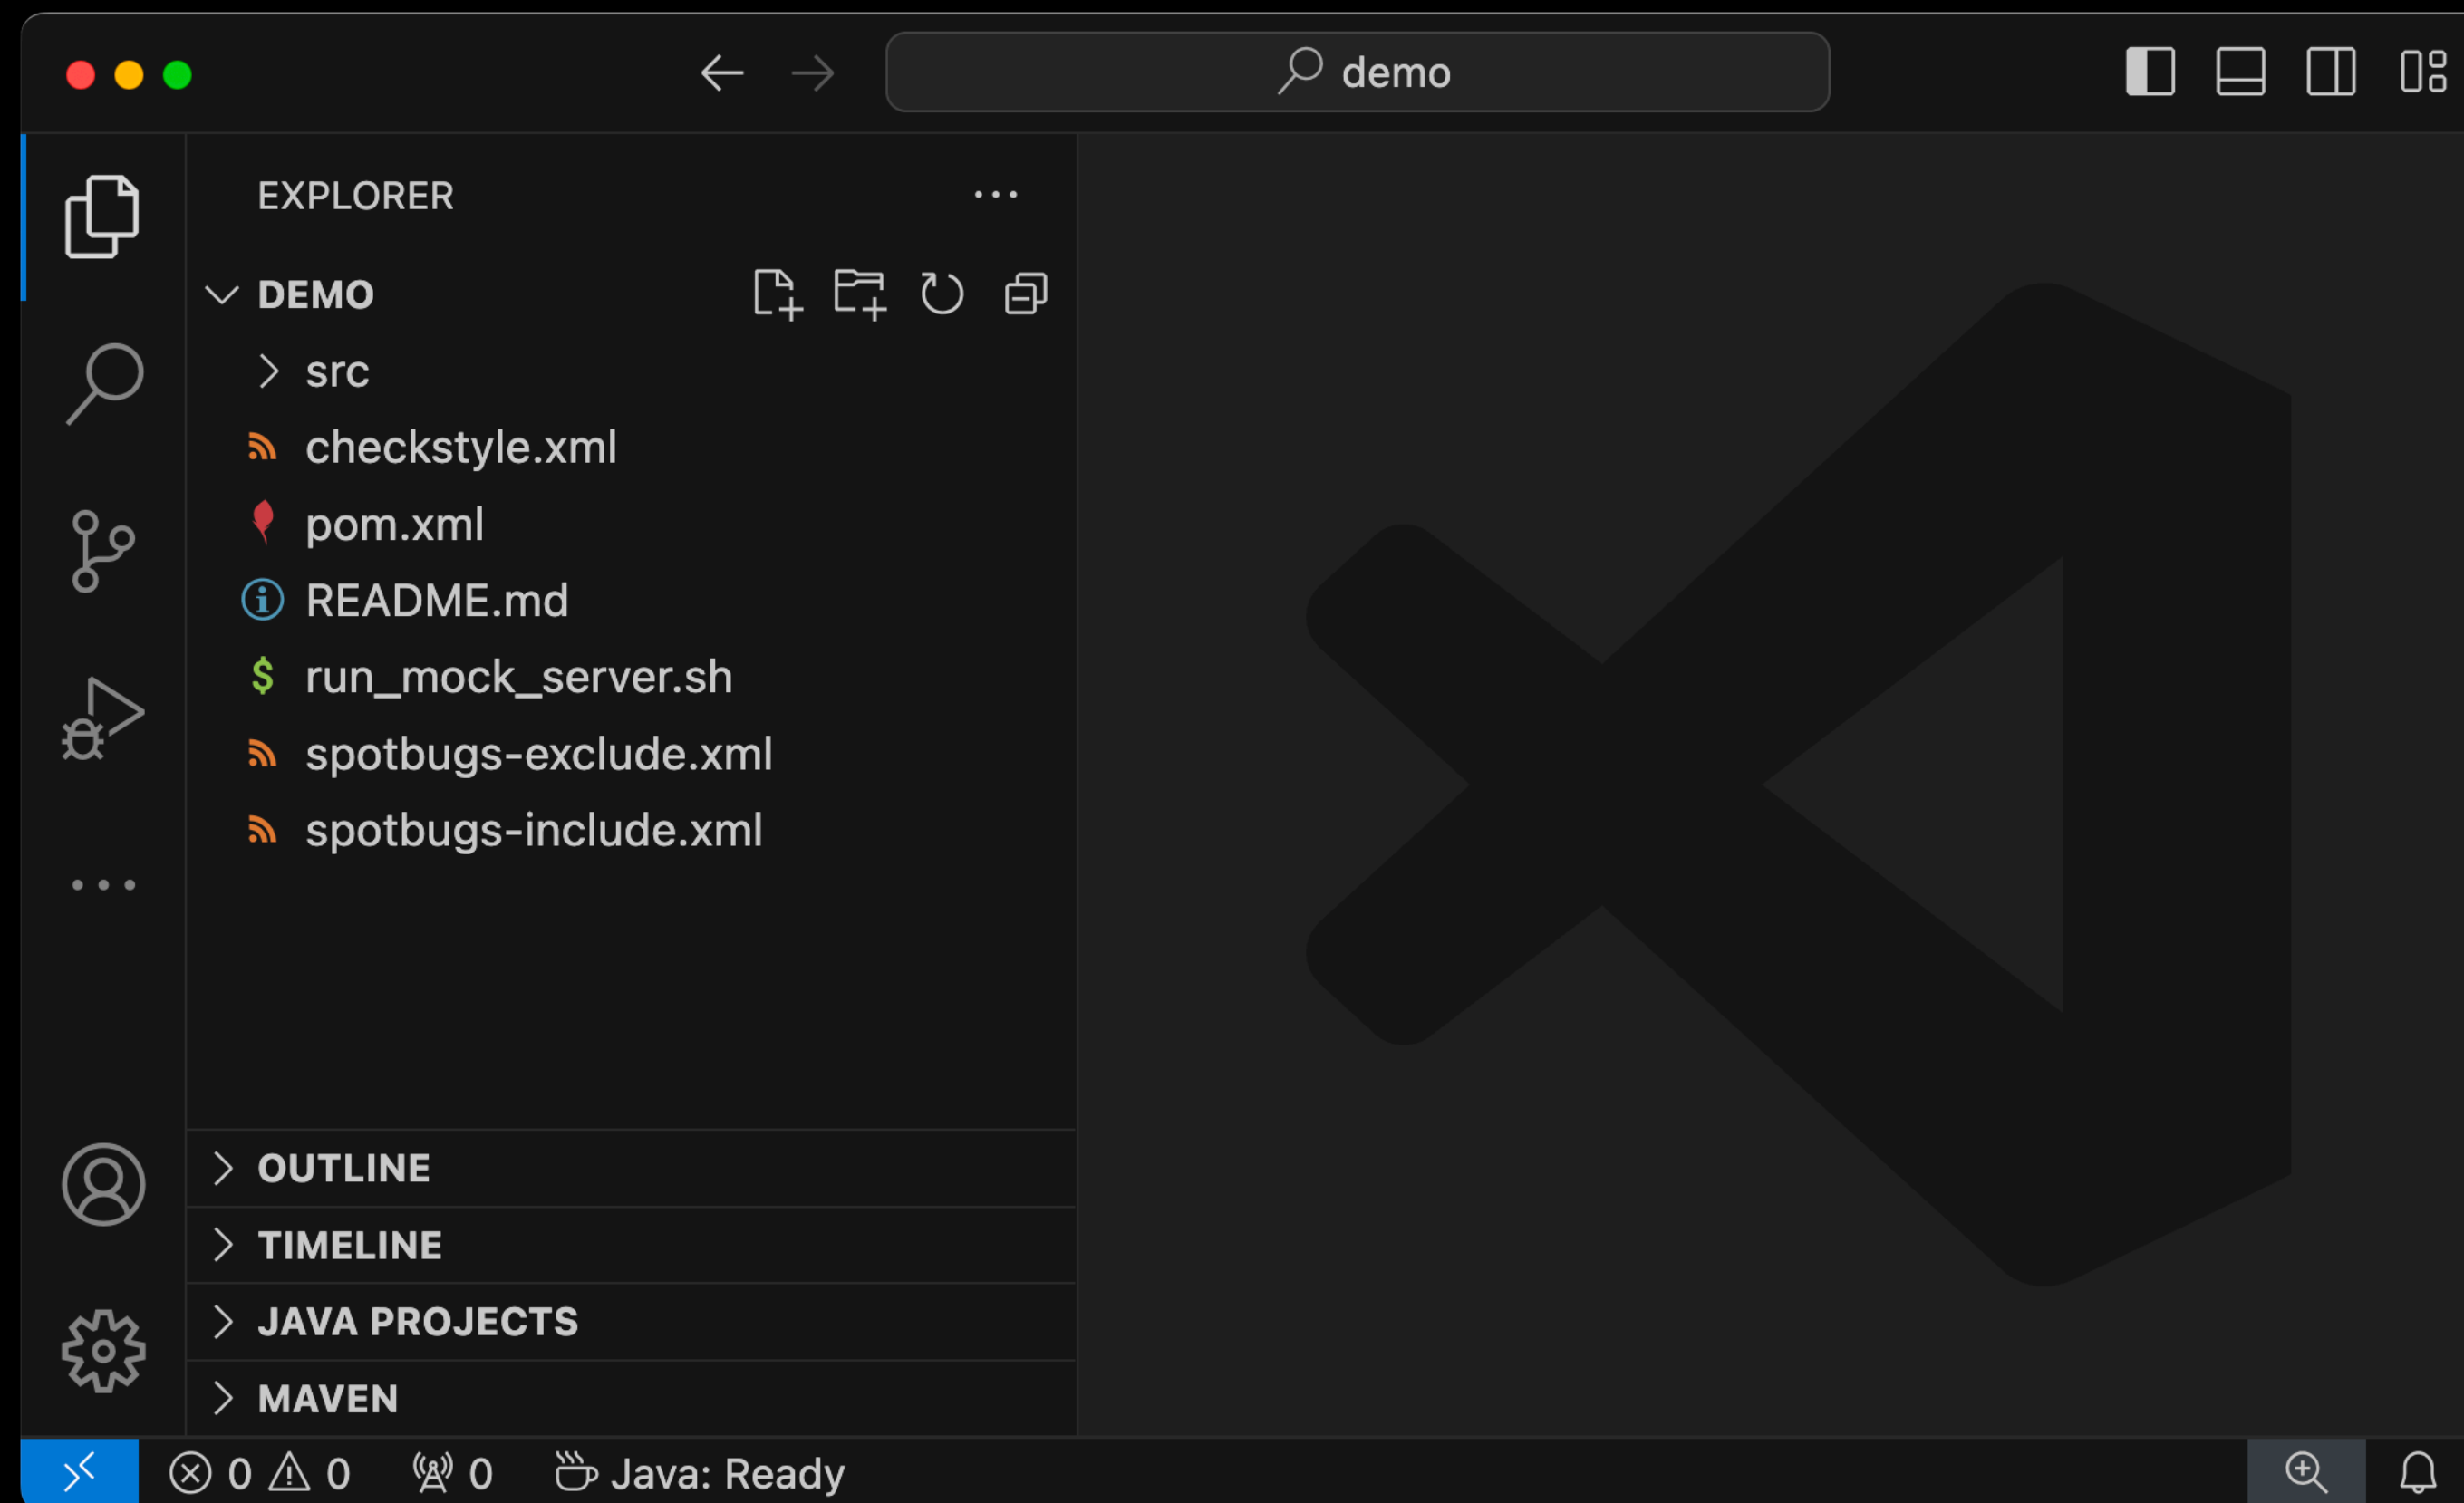 demo
EXPLORER
DEMO
src
checkstyle.xml
pom.xml
README.md
run_mock_server.sh
spotbugs-exclude.xml
spotbugs-include.xml
OUTLINE
TIMELINE
JAVA PROJECTS
MAVEN
0 0 0 Java: Ready